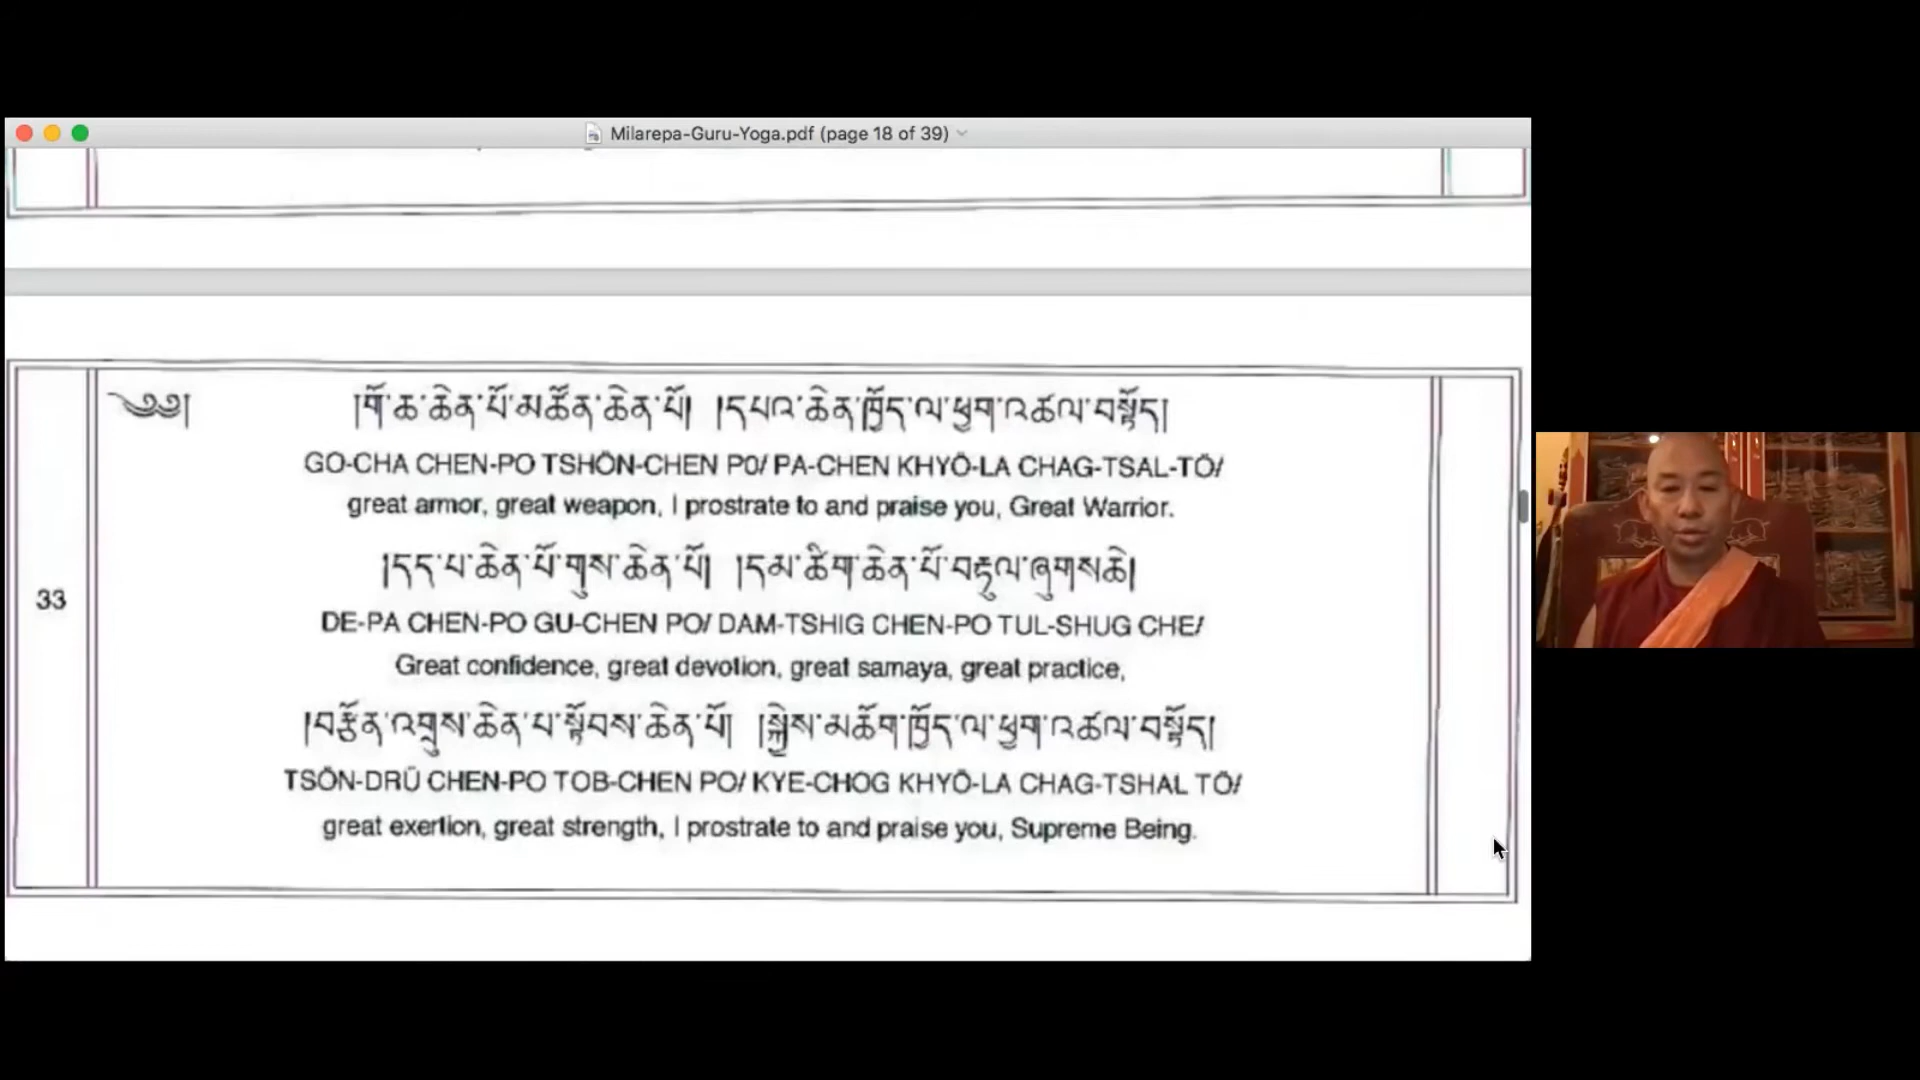 Milarepa-Guru-Yoga.pdf (page 18 of 39)
༄༅། །གོ་ཆ་ཆེན་པོ་མཚོན་ཆེན་པོ། །དཔའ་ཆེན་ཁྱོད་ལ་ཕྱག་འཚལ་བསྟོད།
GO-CHA CHEN-PO TSHÖN-CHEN PO/ PA-CHEN KHYÖ-LA CHAG-TSAL-TÖ/
great armor, great weapon, I prostrate to and praise you, Great Warrior.
།དད་པ་ཆེན་པོ་གུས་ཆེན་པོ། །དམ་ཚིག་ཆེན་པོ་བརྟུལ་ཞུགས་ཆེ།
33
DE-PA CHEN-PO GU-CHEN PO/ DAM-TSHIG CHEN-PO TUL-SHUG CHE/
Great confidence, great devotion, great samaya, great practice,
།བརྩོན་འགྲུས་ཆེན་པ་སྟོབས་ཆེན་པོ། །སྐྱེས་མཆོག་ཁྱོད་ལ་ཕྱག་འཚལ་བསྟོད།
TSÖN-DRÜ CHEN-PO TOB-CHEN PO/ KYE-CHOG KHYÖ-LA CHAG-TSHAL TÖ/
great exertion, great strength, I prostrate to and praise you, Supreme Being.